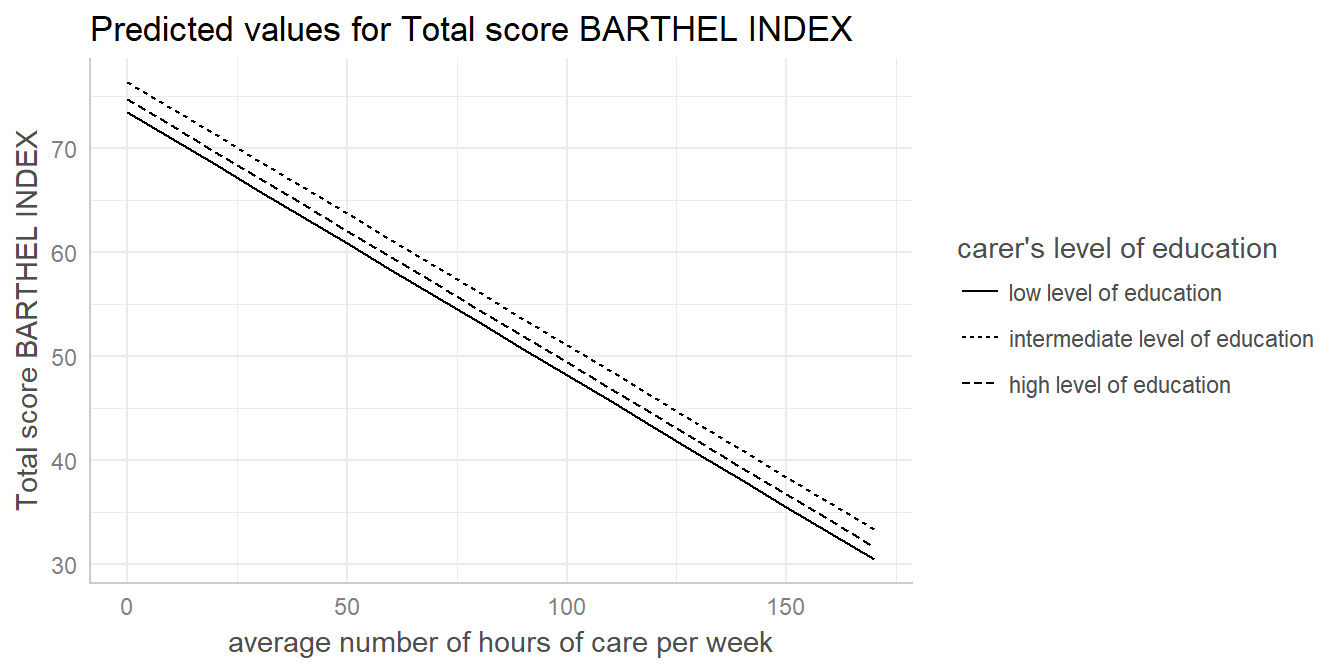 Predicted values for Total score BARTHEL INDEX
Total score BARTHEL INDEX
70
60
50
40
30
0
50
100
150
average number of hours of care per week
carer's level of education
low level of education
intermediate level of education
high level of education